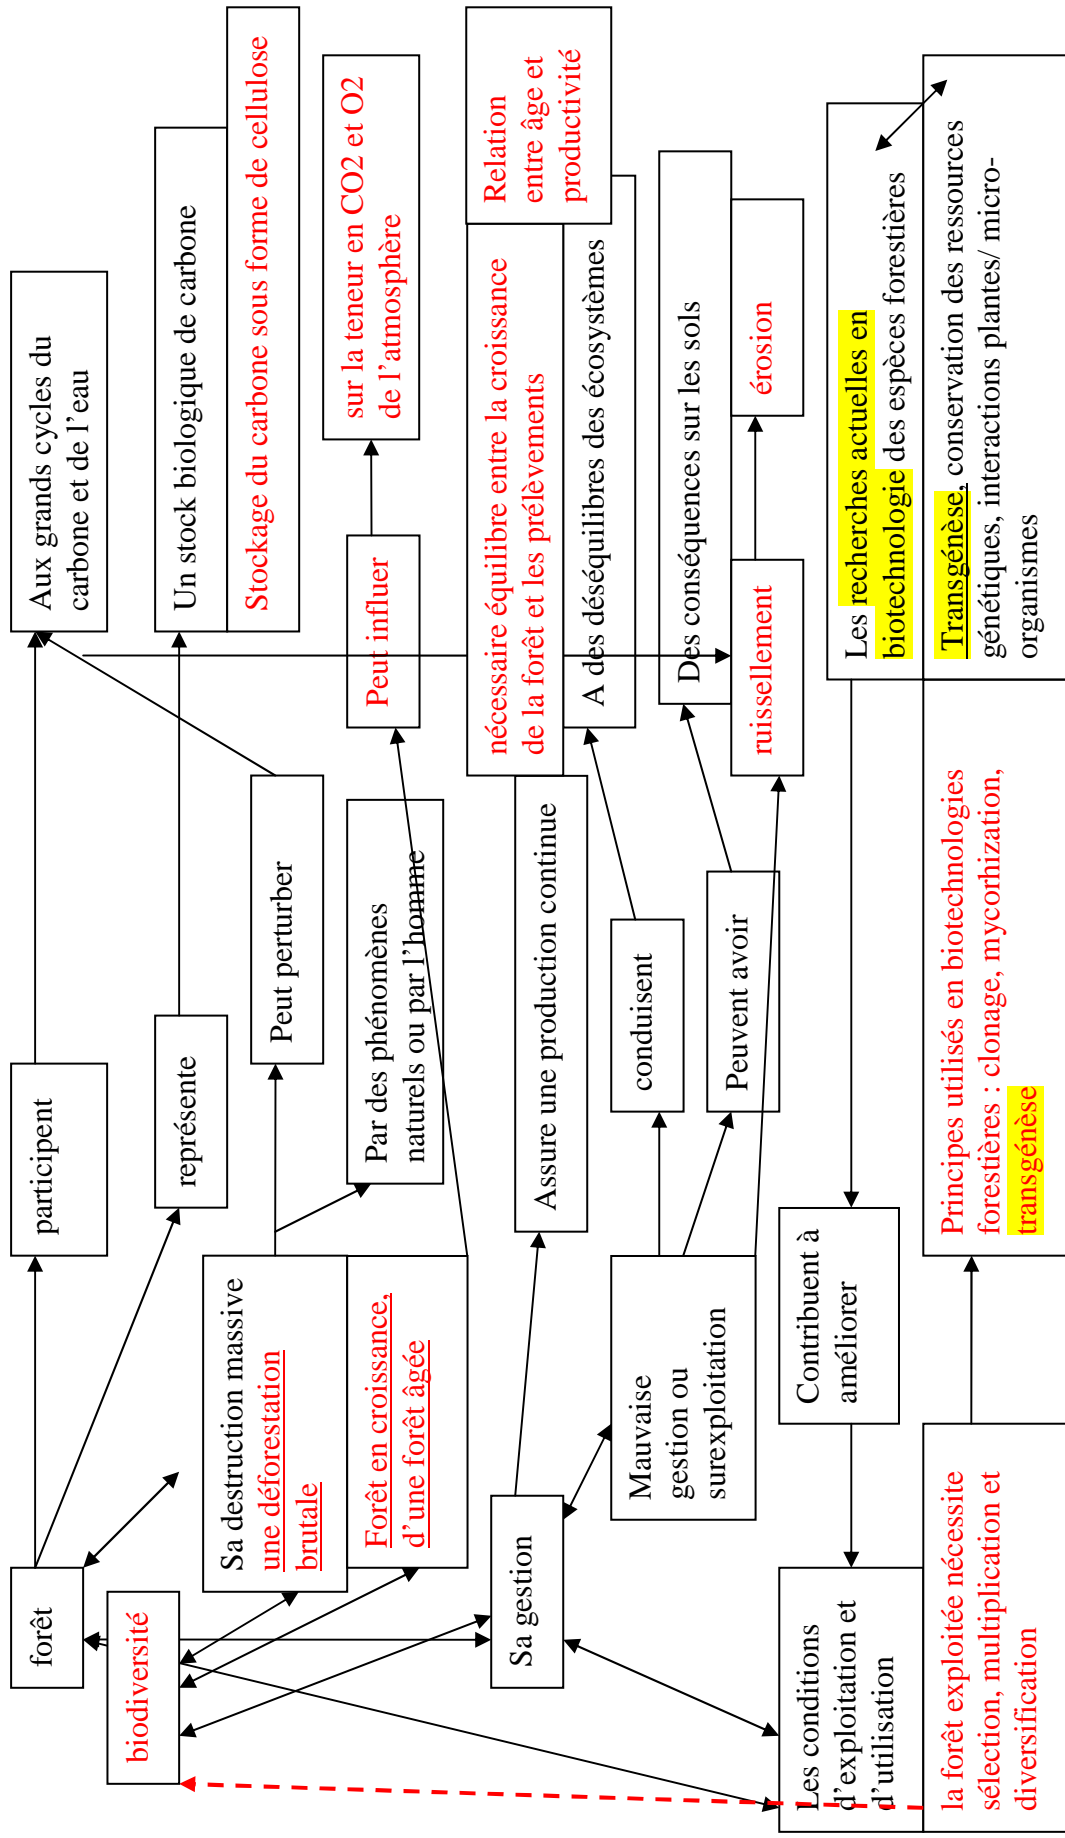 forêt
participent
Aux grands cycles du
carbone et de l'eau
biodiversité
représente
Un stock biologique de carbone
Stockage du carbone sous forme de cellulose
Sa destruction massive
une déforestation
brutale
Peut perturber
Forêt en croissance,
d'une forêt âgée
Par des phénomènes
naturels ou par l'homme
Peut influer
sur la teneur en CO2 et O2
de l'atmosphère
Sa gestion
Assure une production continue
nécessaire équilibre entre la croissance
de la forêt et les prélèvements
Relation
entre âge et
productivité
Mauvaise
gestion ou
surexploitation
conduisent
A des déséquilibres des écosystèmes
Peuvent avoir
Des conséquences sur les sols
ruissellement
érosion
Les conditions
d'exploitation et
d'utilisation
Contribuent à
améliorer
Les recherches actuelles en
biotechnologie des espèces forestières
la forêt exploitée nécessite
sélection, multiplication et
diversification
Principes utilisés en biotechnologies
forestières : clonage, mycorhization,
transgénèse
Transgénèse, conservation des ressources
génétiques, interactions plantes/ micro-
organismes